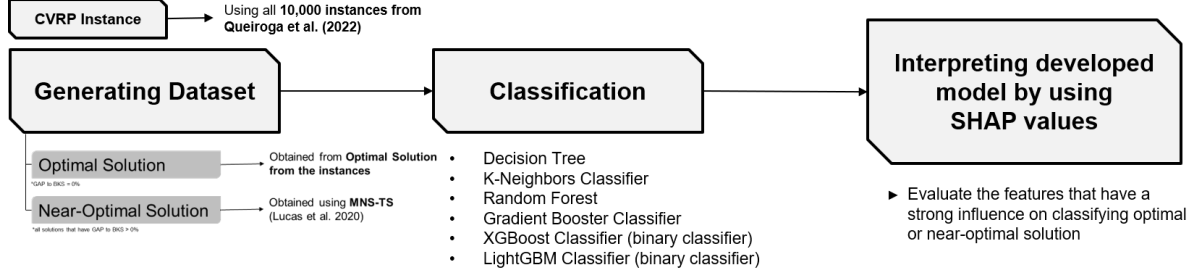 CVRP Instance
Using all 10,000 instances from
Queiroga et al. (2022)
Generating Dataset
Classification
Interpreting developed
model by using
SHAP values
Optimal Solution
*GAP to BKS = 0%
Obtained from Optimal Solution
from the instances
Near-Optimal Solution
*all solutions that have GAP to BKS > 0%
Obtained using MNS-TS
(Lucas et al. 2020)
• Decision Tree
• K-Neighbors Classifier
• Random Forest
• Gradient Booster Classifier
• XGBoost Classifier (binary classifier)
• LightGBM Classifier (binary classifier)
► Evaluate the features that have a
strong influence on classifying optimal
or near-optimal solution